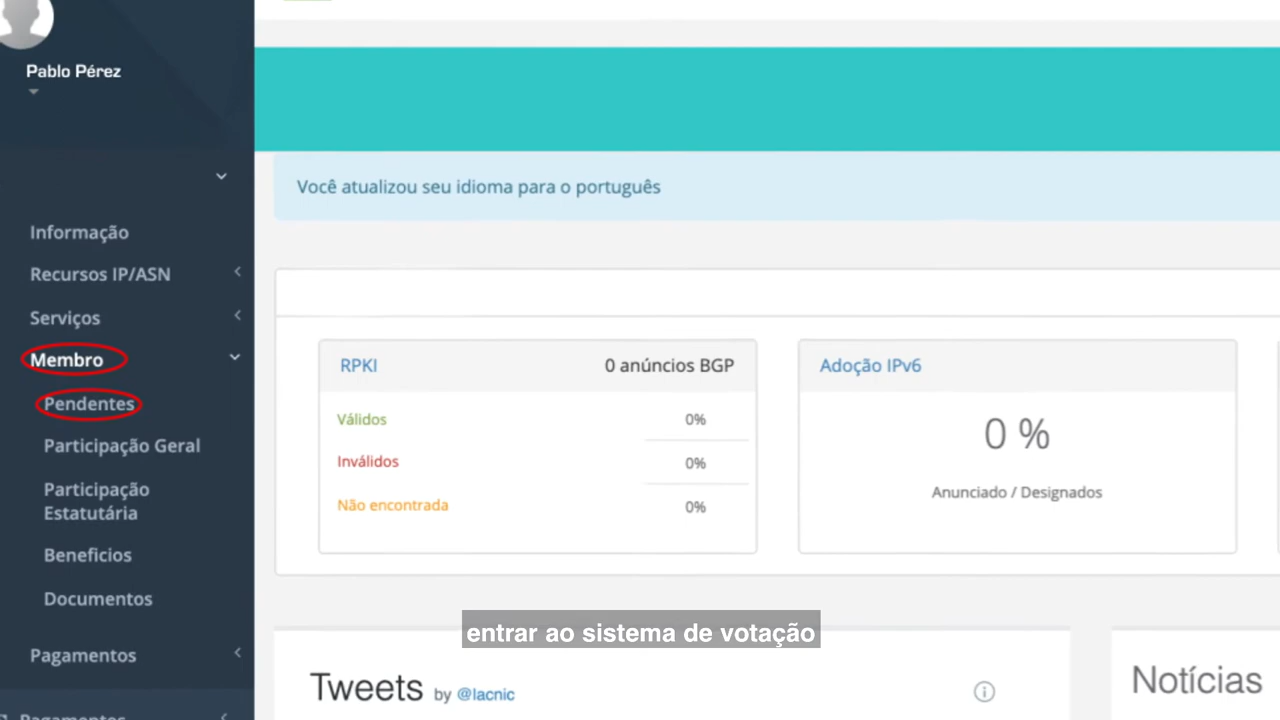 Pablo Pérez
Informação
Recursos IP/ASN
Serviços
Membro
Pendentes
Participação Geral
Participação
Estatutária
Beneficios
Documentos
Pagamentos
Pagamentos
Você atualizou seu idioma para o português
RPKI 0 anúncios BGP
Válidos 0%
Inválidos 0%
Não encontrada 0%
Adoção IPv6
0 %
Anunciado / Designados
entrar ao sistema de votação
Tweets by @lacnic
Notícias